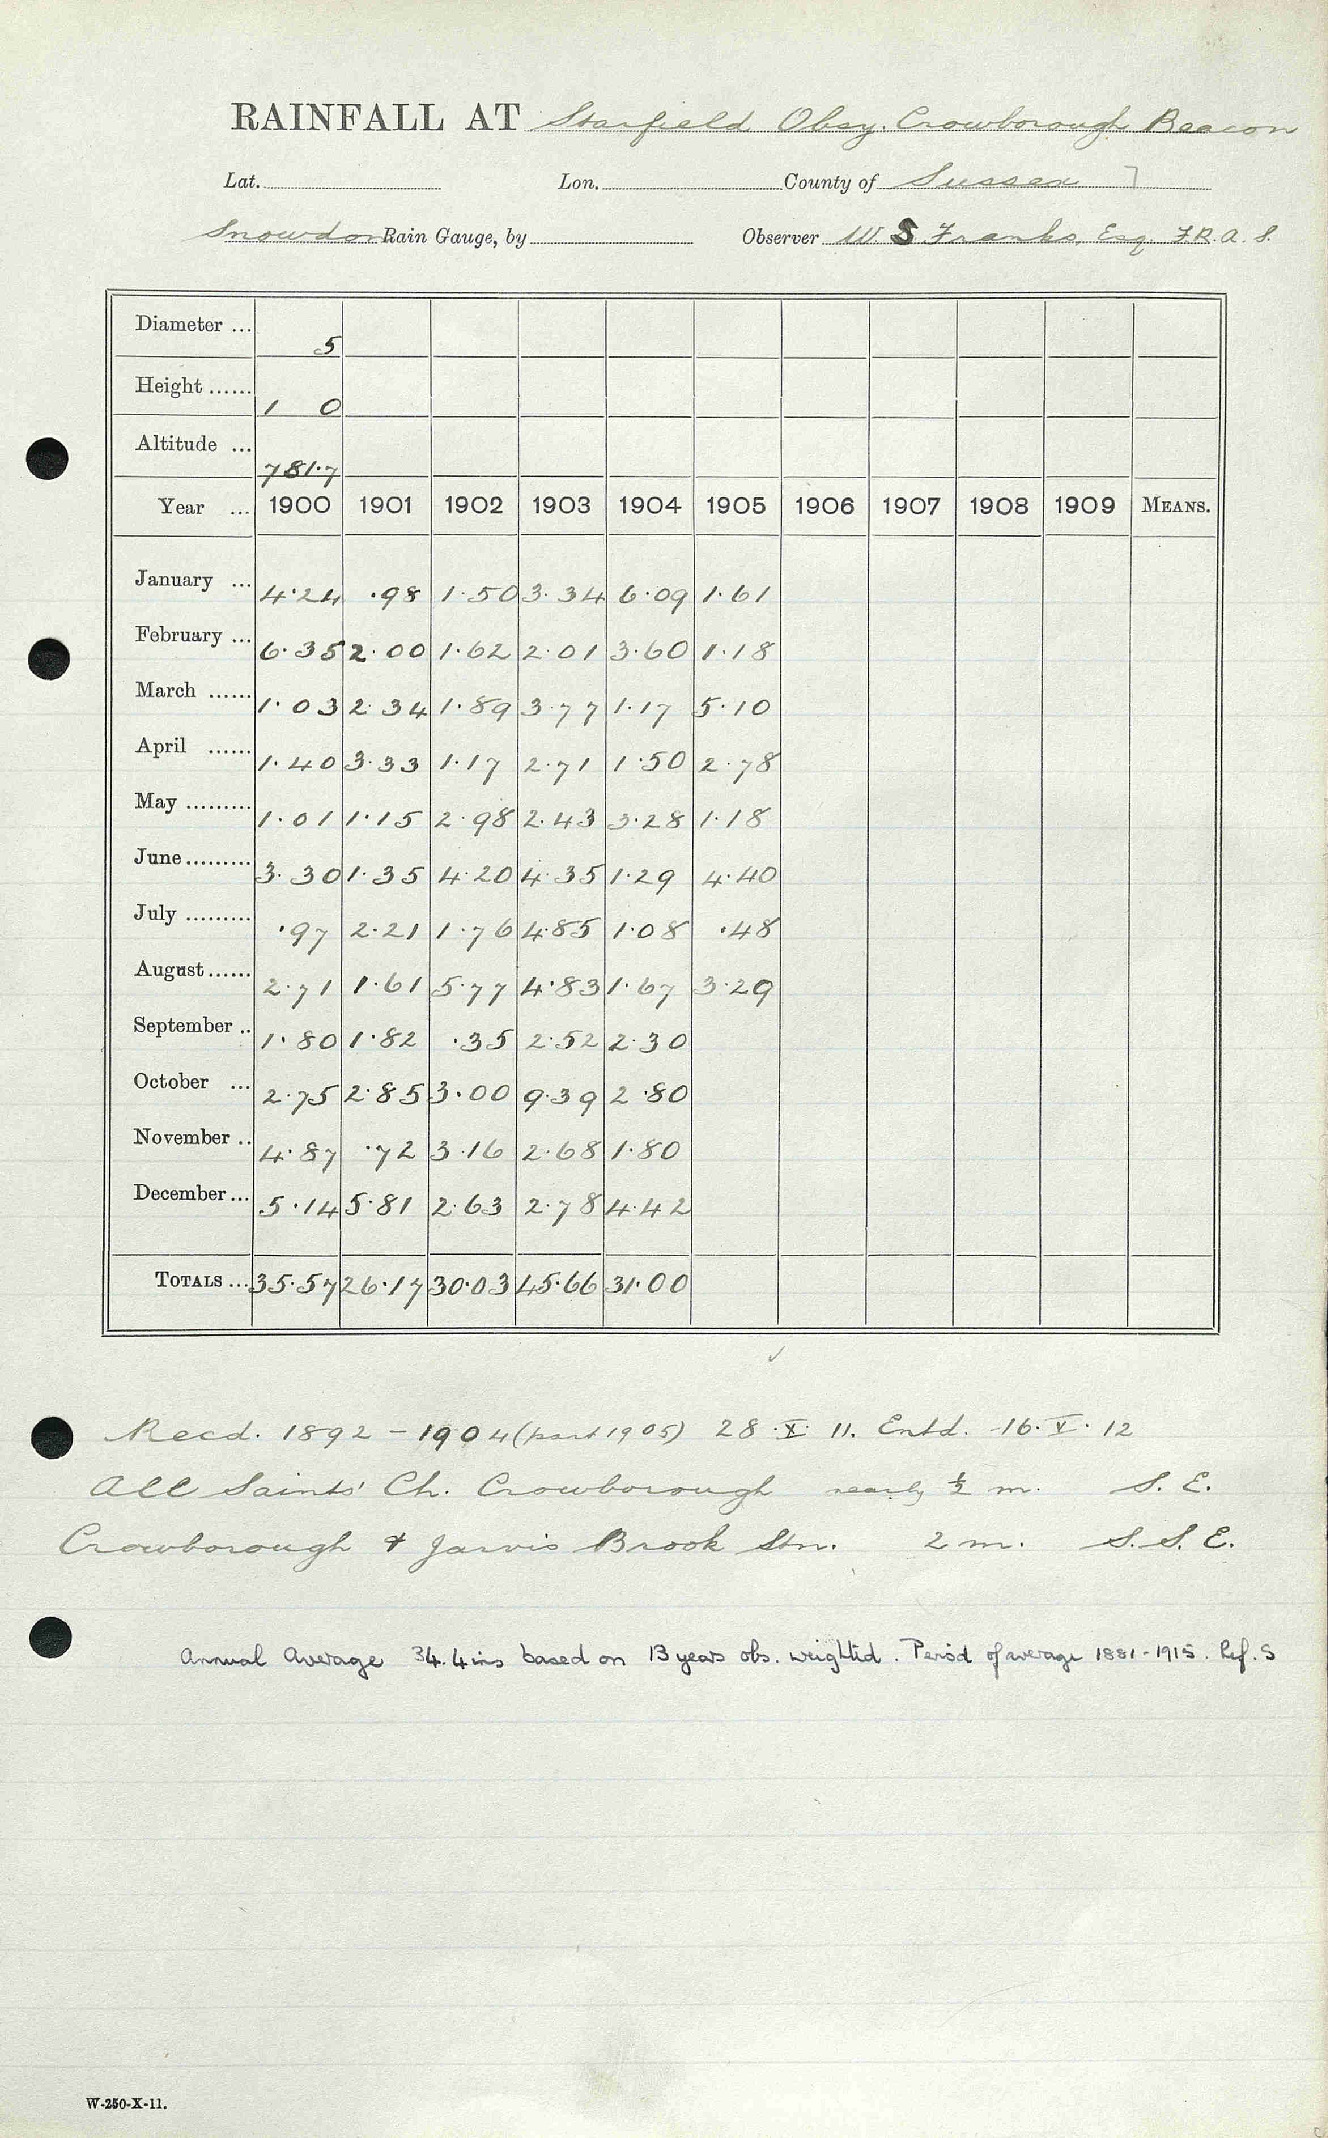 RAINFALL AT Starfield Obsy. Crowborough Beacon
Lat. Lon. County of Sussex 7
Snowdon Rain Gauge, by Observer W. S Franks, Esq. F.R.A.S.
Diameter ... 5
Height ...... 1 0
Altitude ... 781.7
Year ... 1900 1901 1902 1903 1904 1905 1906 1907 1908 1909 MEANS.
January ... 4.24 .98 1.50 3.34 6.09 1.61
February ... 6.35 2.00 1.62 2.01 3.60 1.18
March ...... 1.03 2.34 1.89 3.77 1.17 5.10
April ...... 1.40 3.33 1.17 2.71 1.50 2.78
May ......... 1.01 1.15 2.98 2.43 3.28 1.18
June ......... 3.30 1.35 4.20 4.35 1.29 4.40
July ......... .97 2.21 1.76 4.85 1.08 .48
August ...... 2.71 1.61 5.77 4.83 1.67 3.29
September .. 1.80 1.82 .35 2.52 2.30
October ... 2.75 2.85 3.00 9.39 2.80
November .. 4.87 .72 3.16 2.68 1.80
December ... 5.14 5.81 2.63 2.78 4.42
TOTALS ... 35.57 26.17 30.03 45.66 31.00
Recd. 1892 - 1904 (part 1905) 28.X.11. Entd. 16.V.12
All Saints' Ch. Crowborough nearly ½ m. S.E.
Crowborough & Jarvis Brook Stn. 2 m. S.S.E.
Annual Average 34.4 ins based on 13 years obs. weighted. Period of average 1881-1915. Ref. S
W-250-X-11.